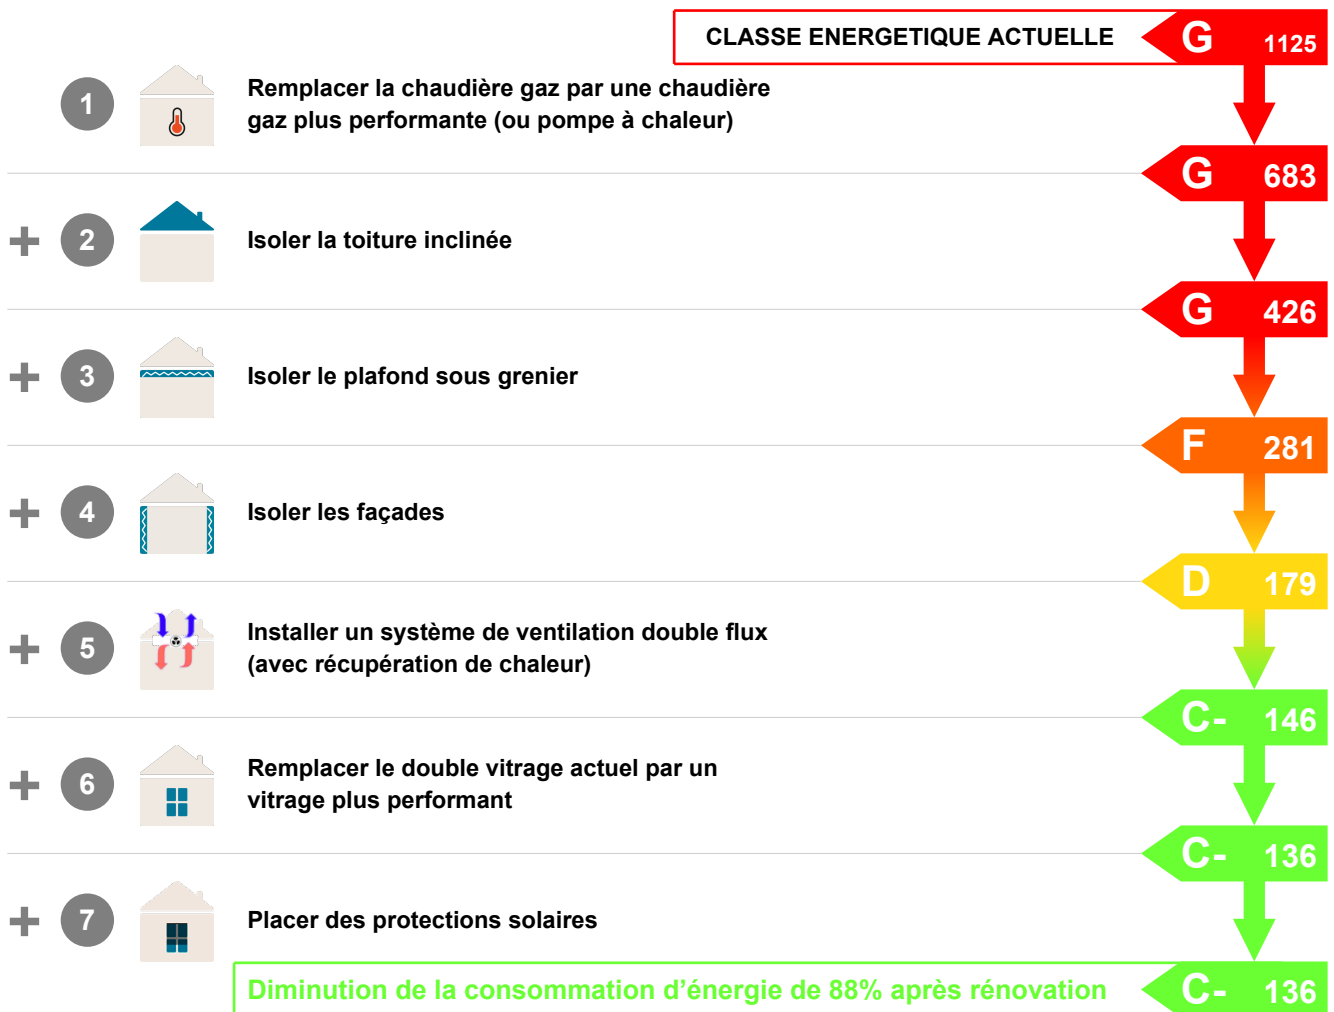 CLASSE ENERGETIQUE ACTUELLE G 1125
1 Remplacer la chaudière gaz par une chaudière
gaz plus performante (ou pompe à chaleur)
G 683
+ 2 Isoler la toiture inclinée
G 426
+ 3 Isoler le plafond sous grenier
F 281
+ 4 Isoler les façades
D 179
+ 5 Installer un système de ventilation double flux
(avec récupération de chaleur)
C- 146
+ 6 Remplacer le double vitrage actuel par un
vitrage plus performant
C- 136
+ 7 Placer des protections solaires
Diminution de la consommation d’énergie de 88% après rénovation C- 136